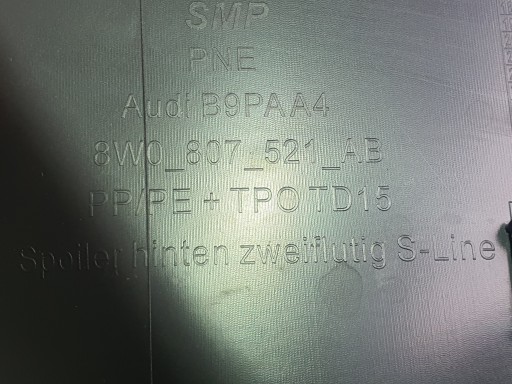 SMP
PNE
Audi B9PAA4
8W0_807_521_AB
PP/PE + TPO TD15
Spoiler hinten zweiflutig S-Line